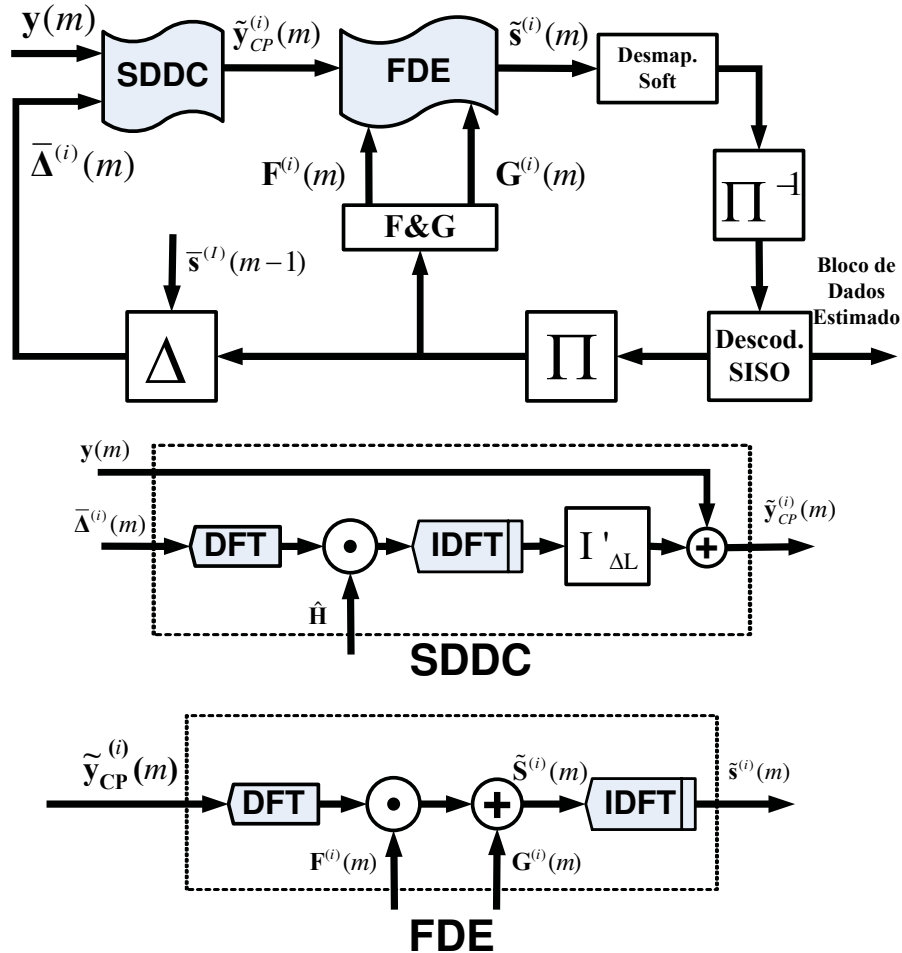 y(m)
SDDC
ỹ_CP^(i)(m)
FDE
s̃^(i)(m)
Desmap.
Soft
Δ̄^(i)(m)
F^(i)(m)
G^(i)(m)
Π^−1
F&G
s̄^(I)(m−1)
Bloco de
Dados
Estimado
Δ
Π
Descod.
SISO
y(m)
Δ̄^(i)(m)
DFT
IDFT
I'_ΔL
+
ỹ_CP^(i)(m)
Ĥ
SDDC
ỹ_CP^(i)(m)
DFT
+
S̃^(i)(m)
IDFT
s̃^(i)(m)
F^(i)(m)
G^(i)(m)
FDE